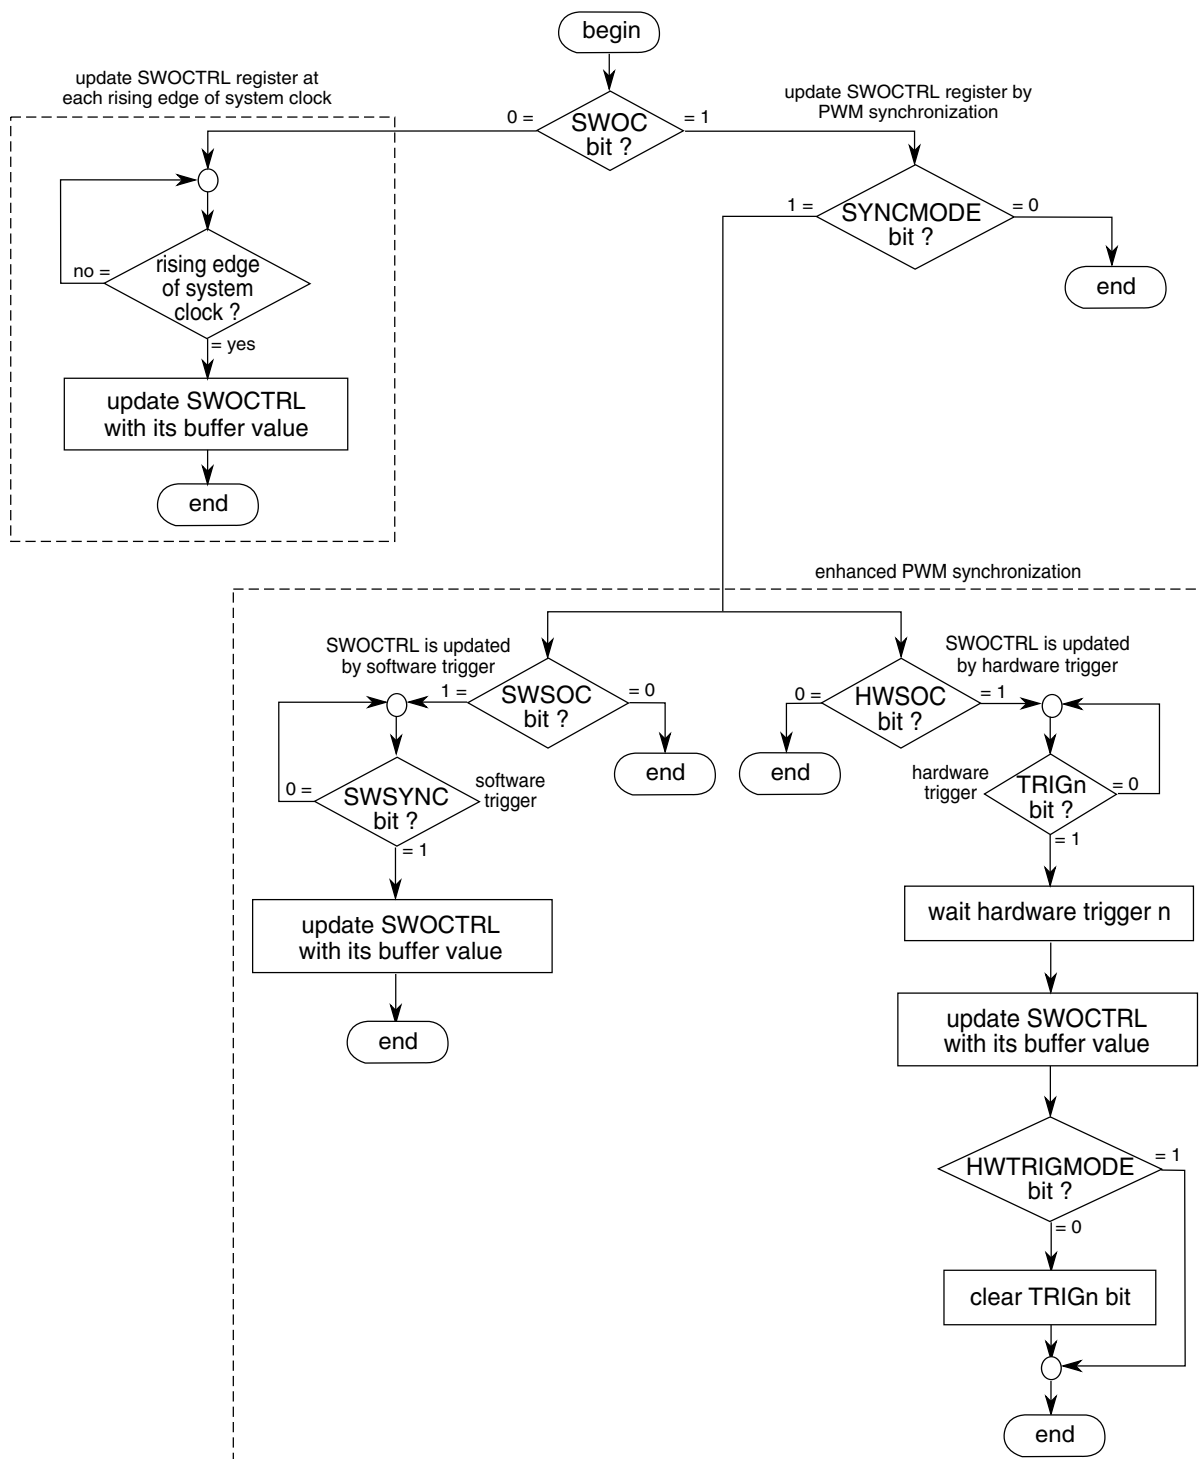 begin
update SWOCTRL register at
each rising edge of system clock
update SWOCTRL register by
PWM synchronization
0 =
SWOC
bit ?
= 1
1 =
SYNCMODE
bit ?
= 0
end
no =
rising edge
of system
clock ?
= yes
update SWOCTRL
with its buffer value
end
enhanced PWM synchronization
SWOCTRL is updated
by software trigger
SWOCTRL is updated
by hardware trigger
1 =
SWSOC
bit ?
= 0
end
0 =
HWSOC
bit ?
= 1
end
0 =
SWSYNC
bit ?
software
trigger
= 1
hardware
trigger
TRIGn
bit ?
= 0
= 1
update SWOCTRL
with its buffer value
end
wait hardware trigger n
update SWOCTRL
with its buffer value
HWTRIGMODE
bit ?
= 1
= 0
clear TRIGn bit
end